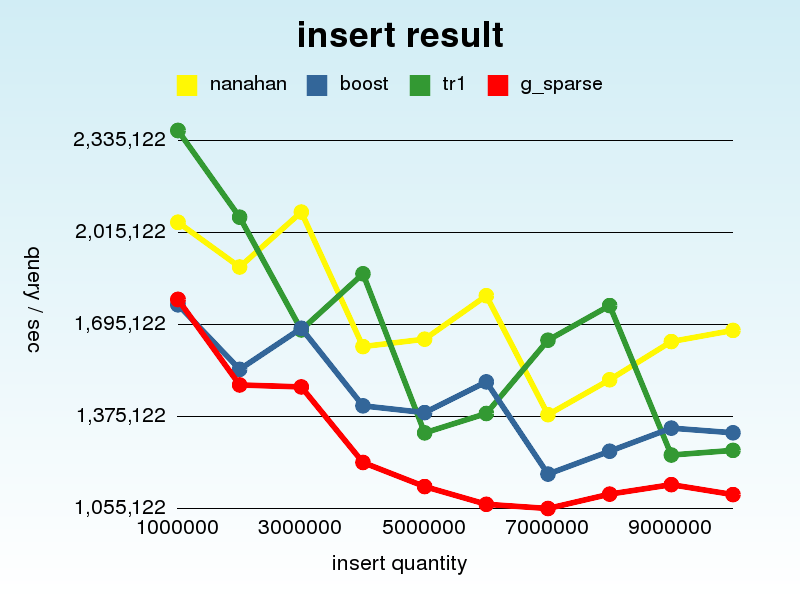 insert result
nanahan boost tr1 g_sparse
2,335,122
2,015,122
1,695,122
1,375,122
1,055,122
query / sec
1000000 3000000 5000000 7000000 9000000
insert quantity